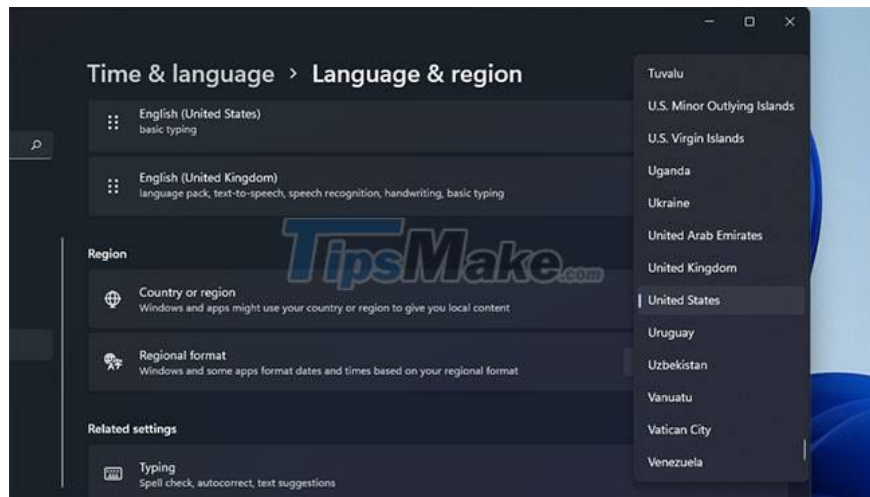 Time & language > Language & region
English (United States)
basic typing
English (United Kingdom)
language pack, text-to-speech, speech recognition, handwriting, basic typing
Region
Country or region
Windows and apps might use your country or region to give you local content
Regional format
Windows and some apps format dates and times based on your regional format
Related settings
Typing
Spell check, autocorrect, text suggestions
Tuvalu
U.S. Minor Outlying Islands
U.S. Virgin Islands
Uganda
Ukraine
United Arab Emirates
United Kingdom
United States
Uruguay
Uzbekistan
Vanuatu
Vatican City
Venezuela
TipsMake.com